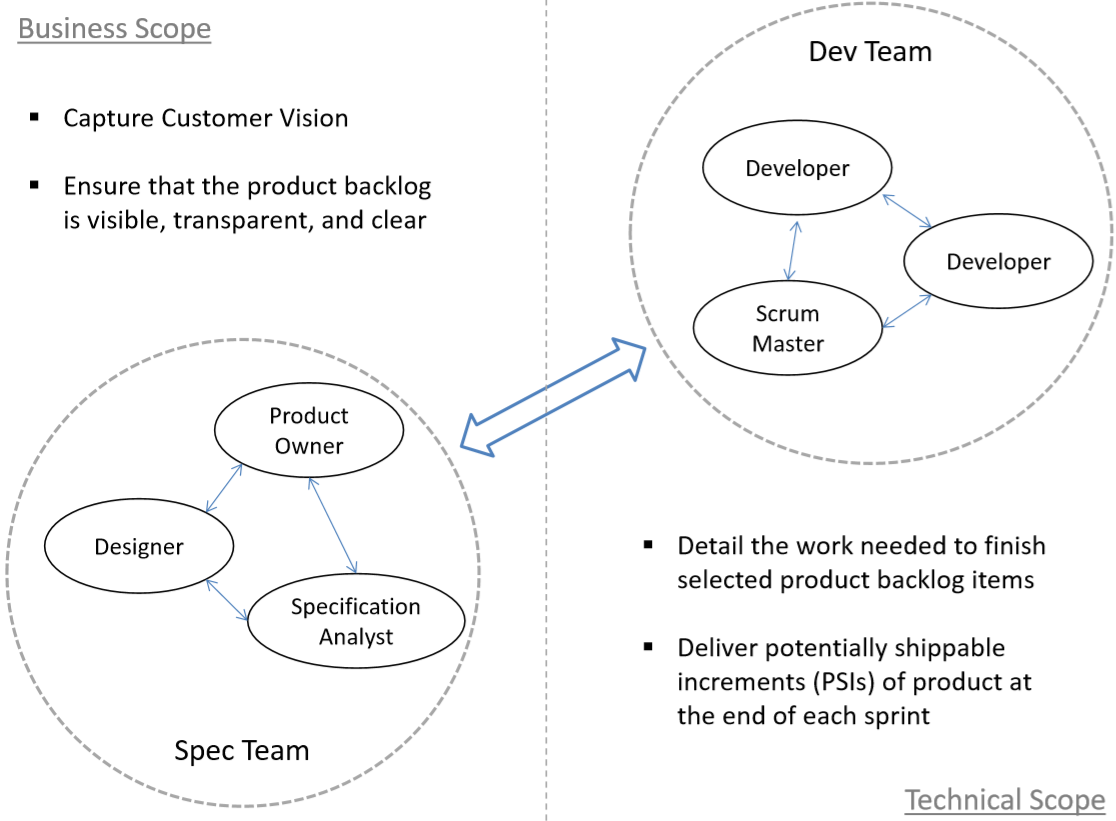 Business Scope
▪ Capture Customer Vision
▪ Ensure that the product backlog
is visible, transparent, and clear
Product
Owner
Designer
Specification
Analyst
Spec Team
Dev Team
Developer
Developer
Scrum
Master
▪ Detail the work needed to finish
selected product backlog items
▪ Deliver potentially shippable
increments (PSIs) of product at
the end of each sprint
Technical Scope